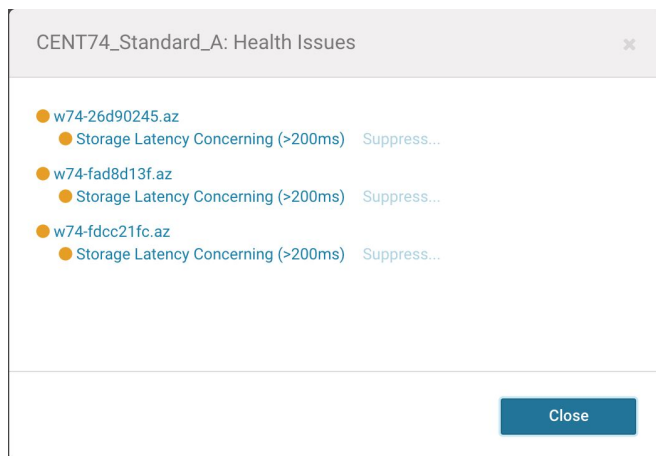 CENT74_Standard_A: Health Issues
w74-26d90245.az
Storage Latency Concerning (>200ms) Suppress...
w74-fad8d13f.az
Storage Latency Concerning (>200ms) Suppress...
w74-fdcc21fc.az
Storage Latency Concerning (>200ms) Suppress...
Close